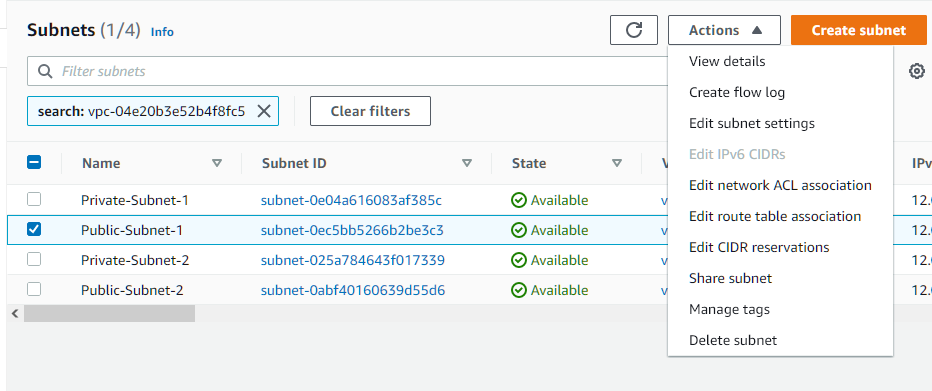 Subnets (1/4) Info
Actions
Create subnet
Filter subnets
search: vpc-04e20b3e52b4f8fc5
Clear filters
View details
Create flow log
Edit subnet settings
Edit IPv6 CIDRs
Edit network ACL association
Edit route table association
Edit CIDR reservations
Share subnet
Manage tags
Delete subnet
Name Subnet ID State V IPv
Private-Subnet-1 subnet-0e04a616083af385c Available v 12.
Public-Subnet-1 subnet-0ec5bb5266b2be3c3 Available v 12.
Private-Subnet-2 subnet-025a784643f017339 Available v 12.
Public-Subnet-2 subnet-0abf40160639d55d6 Available v 12.